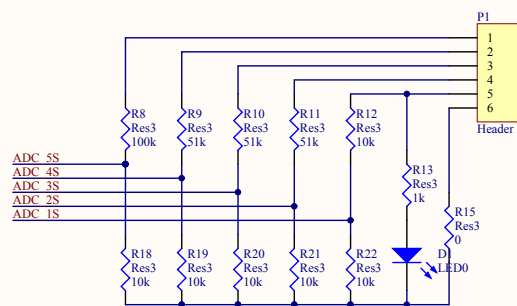 P1
1
2
3
4
5
6
Header
R8
Res3
100k
R9
Res3
51k
R10
Res3
51k
R11
Res3
51k
R12
Res3
10k
ADC_5S
ADC_4S
ADC_3S
ADC_2S
ADC_1S
R13
Res3
1k
R15
Res3
0
R18
Res3
10k
R19
Res3
10k
R20
Res3
10k
R21
Res3
10k
R22
Res3
10k
D1
LED0